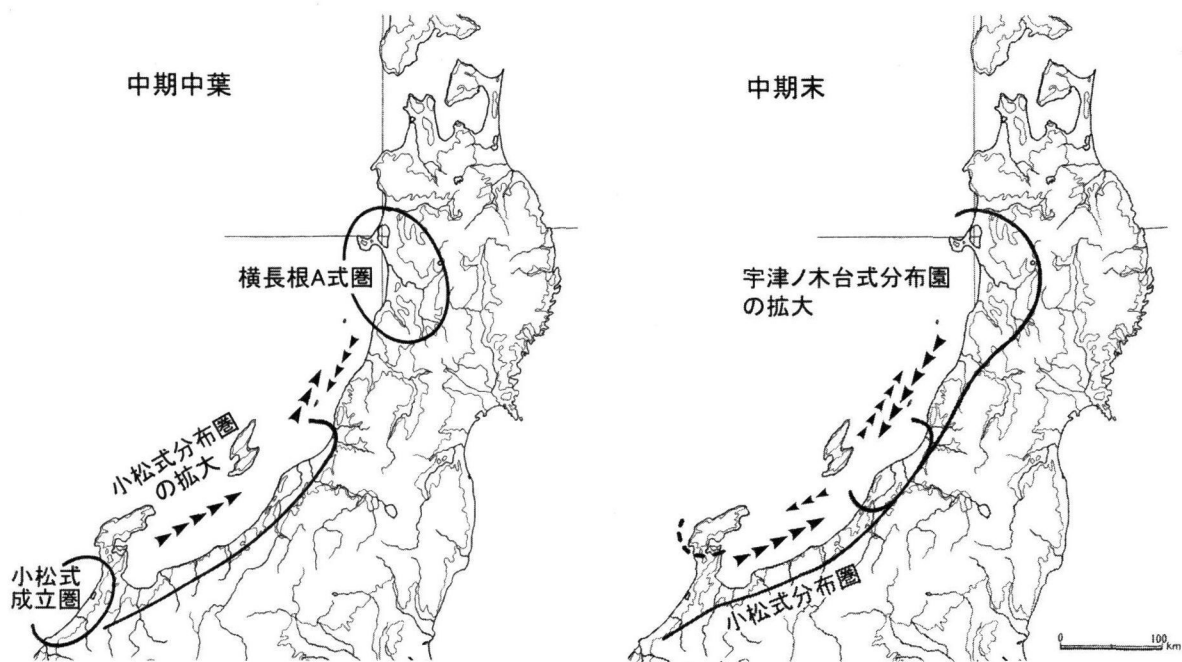 中期中葉
横長根A式圏
小松式分布圏
の拡大
小松式
成立圏
中期末
宇津ノ木台式分布園
の拡大
小松式分布圏
0
100
km